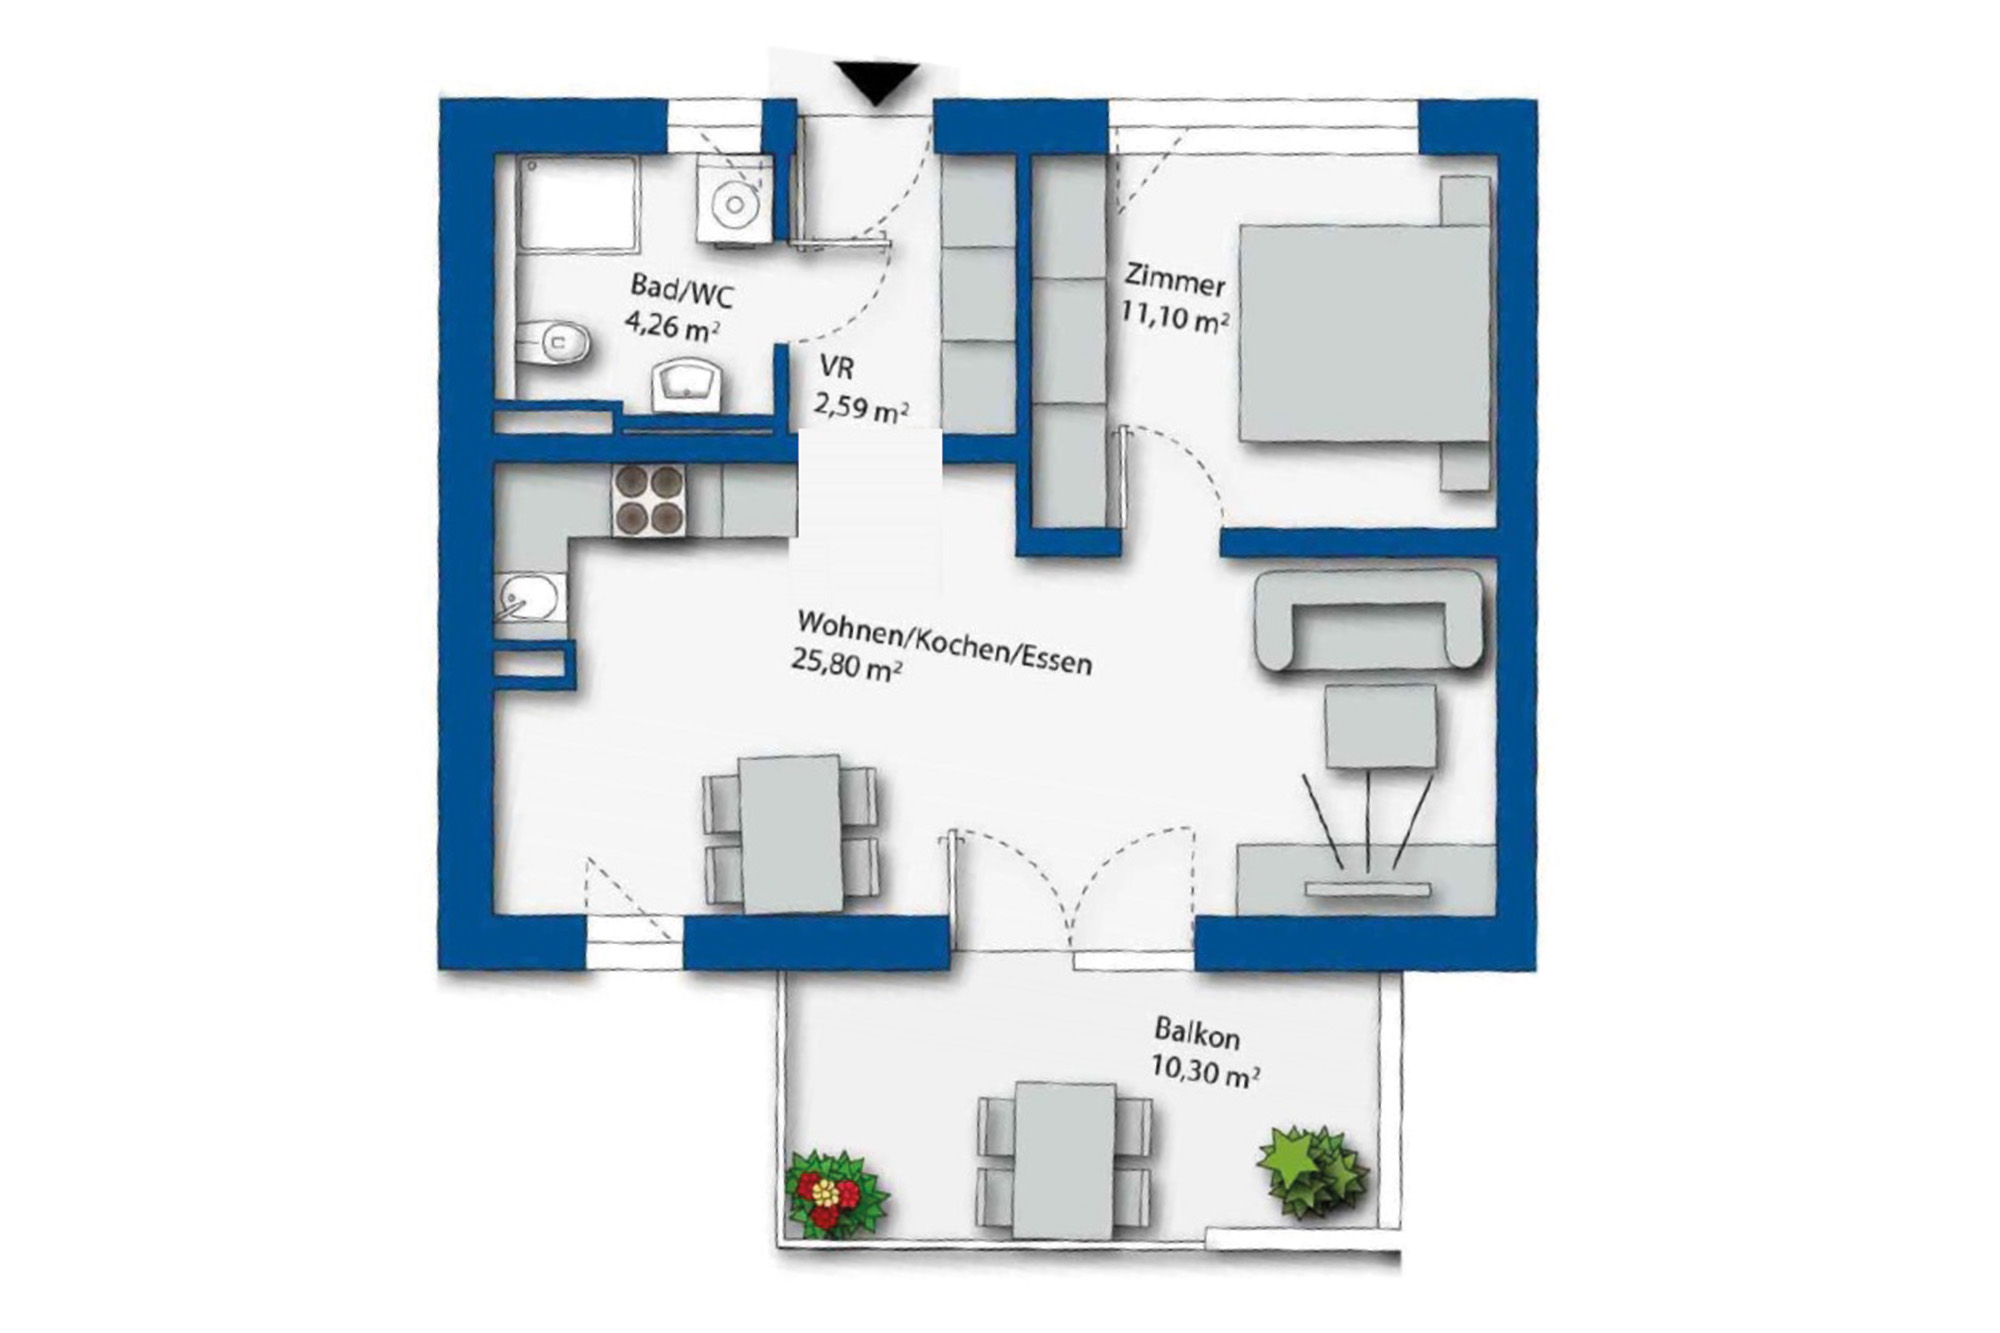 Bad/WC
4,26 m²
VR
2,59 m²
Zimmer
11,10 m²
Wohnen/Kochen/Essen
25,80 m²
Balkon
10,30 m²